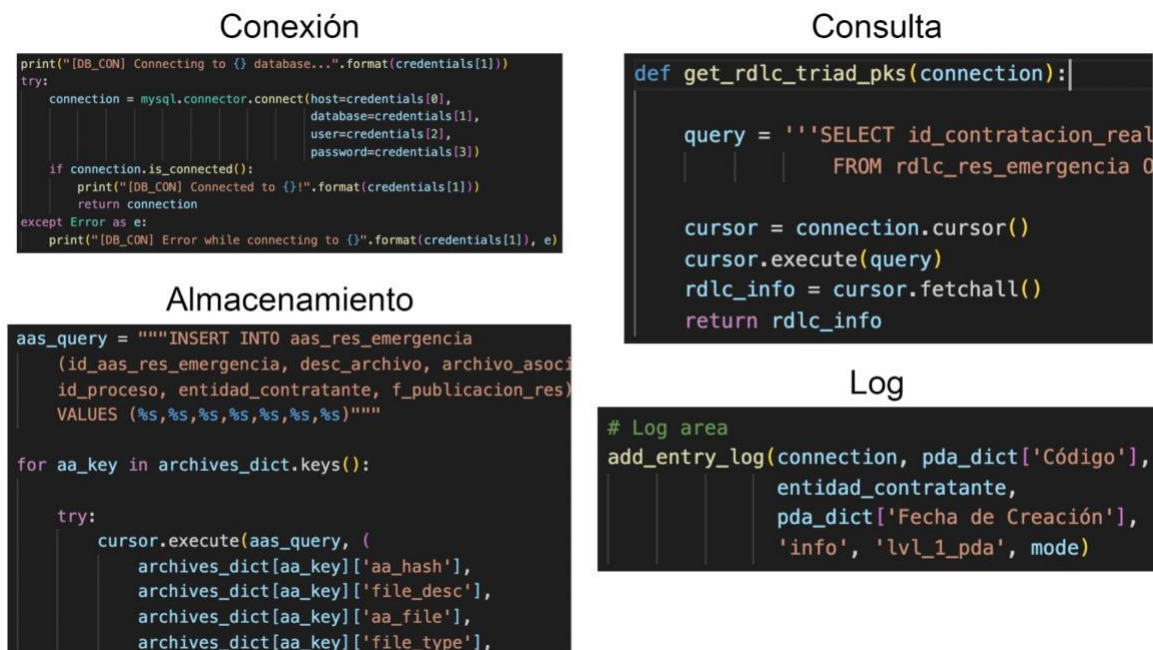 Conexión
print("[DB_CON] Connecting to {} database...".format(credentials[1]))
try:
connection = mysql.connector.connect(host=credentials[0],
database=credentials[1],
user=credentials[2],
password=credentials[3])
if connection.is_connected():
print("[DB_CON] Connected to {}!".format(credentials[1]))
return connection
except Error as e:
print("[DB_CON] Error while connecting to {}".format(credentials[1]), e)
Almacenamiento
aas_query = """INSERT INTO aas_res_emergencia
(id_aas_res_emergencia, desc_archivo, archivo_asoci
id_proceso, entidad_contratante, f_publicacion_res)
VALUES (%s,%s,%s,%s,%s,%s,%s)"""
for aa_key in archives_dict.keys():
try:
cursor.execute(aas_query, (
archives_dict[aa_key]['aa_hash'],
archives_dict[aa_key]['file_desc'],
archives_dict[aa_key]['aa_file'],
archives_dict[aa_key]['file_type'],
Consulta
def get_rdlc_triad_pks(connection):
query = '''SELECT id_contratacion_real
FROM rdlc_res_emergencia O
cursor = connection.cursor()
cursor.execute(query)
rdlc_info = cursor.fetchall()
return rdlc_info
Log
# Log area
add_entry_log(connection, pda_dict['Código'],
entidad_contratante,
pda_dict['Fecha de Creación'],
'info', 'lvl_1_pda', mode)